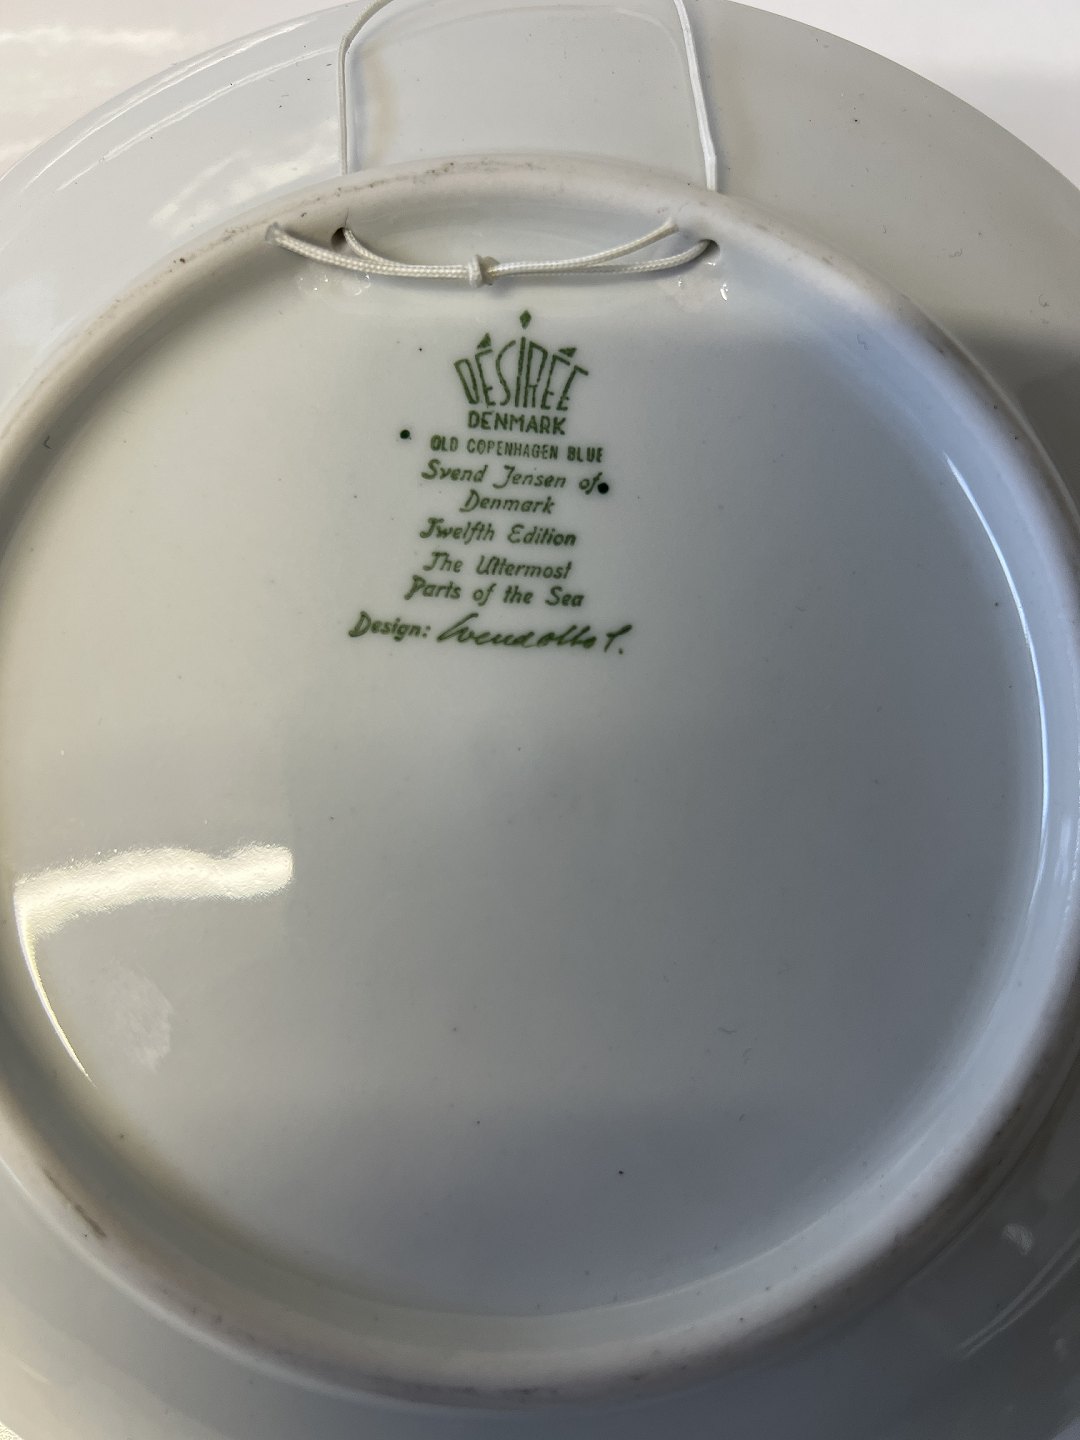 DÉSIRÉE
DENMARK
OLD COPENHAGEN BLUE
Svend Jensen of
Denmark
Twelfth Edition
The Uttermost
Parts of the Sea
Design: